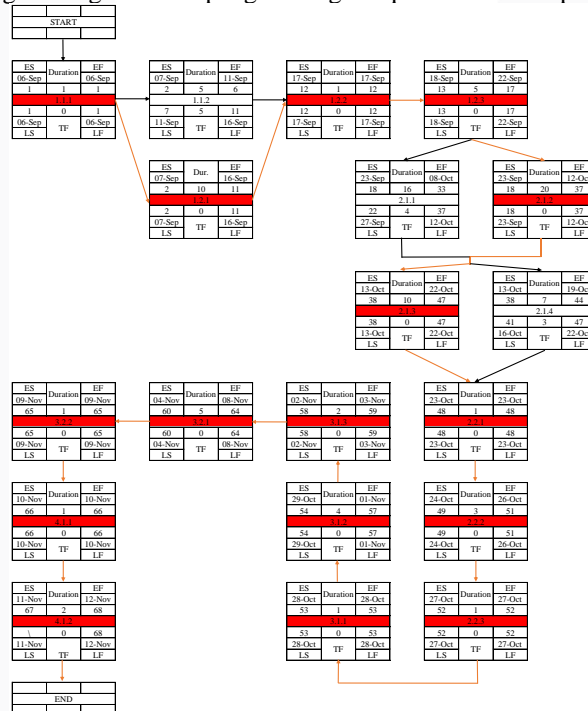 START
ES Duration EF
06-Sep 06-Sep
1 1 1
1.1.1
1 0 1
06-Sep TF 06-Sep
LS LF
ES Duration EF
07-Sep 11-Sep
2 5 6
1.1.2
7 5 11
11-Sep TF 16-Sep
LS LF
ES Duration EF
17-Sep 17-Sep
12 1 12
1.2.2
12 0 12
17-Sep TF 17-Sep
LS LF
ES Duration EF
18-Sep 22-Sep
13 5 17
1.2.3
13 0 17
18-Sep TF 22-Sep
LS LF
ES Dur. EF
07-Sep 16-Sep
2 10 11
1.2.1
2 0 11
07-Sep TF 16-Sep
LS LF
ES Duration EF
23-Sep 08-Oct
18 16 33
2.1.1
22 4 37
27-Sep TF 12-Oct
LS LF
ES Duration EF
23-Sep 12-Oc
18 20 37
2.1.2
18 0 37
23-Sep TF 12-Oc
LS LF
ES Duration EF
13-Oct 22-Oct
38 10 47
2.1.3
38 0 47
13-Oct TF 22-Oct
LS LF
ES Duration EF
13-Oct 19-Oc
38 7 44
2.1.4
41 3 47
16-Oct TF 22-Oc
LS LF
ES Duration EF
09-Nov 09-Nov
65 1 65
3.2.2
65 0 65
09-Nov TF 09-Nov
LS LF
ES Duration EF
04-Nov 08-Nov
60 5 64
3.2.1
60 0 64
04-Nov TF 08-Nov
LS LF
ES Duration EF
02-Nov 03-Nov
58 2 59
3.1.3
58 0 59
02-Nov TF 03-Nov
LS LF
ES Duration EF
23-Oct 23-Oct
48 1 48
2.2.1
48 0 48
23-Oct TF 23-Oct
LS LF
ES Duration EF
10-Nov 10-Nov
66 1 66
4.1.1
66 0 66
10-Nov TF 10-Nov
LS LF
ES Duration EF
29-Oct 01-Nov
54 4 57
3.1.2
54 0 57
29-Oct TF 01-Nov
LS LF
ES Duration EF
24-Oct 26-Oct
49 3 51
2.2.2
49 0 51
24-Oct TF 26-Oct
LS LF
ES Duration EF
11-Nov 12-Nov
67 2 68
4.1.2
\ 0 68
11-Nov TF 12-Nov
LS LF
ES Duration EF
28-Oct 28-Oct
53 1 53
3.1.1
53 0 53
28-Oct TF 28-Oct
LS LF
ES Duration EF
27-Oct 27-Oct
52 1 52
2.2.3
52 0 52
27-Oct TF 27-Oct
LS LF
END